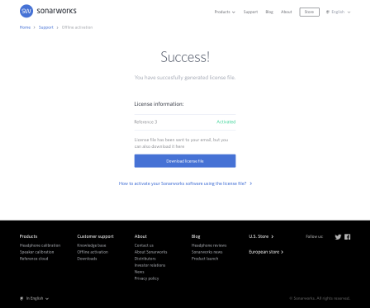 SW sonarworks
Products Support Blog About Store English
Home > Support > Offline activation
Success!
You have succesfully generated license file.
License information:
Reference 3 Activated
License file has been sent to your email, but you
can also download it here
Download license file
How to activate your Sonarworks software using the license file? >
Products Customer support About Blog U.S. Store > Follow us:
Headphone calibration Knowledge base Contact us Headphone reviews
Speaker calibration Offline activation About Sonarworks Sonarworks news
Reference cloud Downloads Distributors Product launch European store >
Investor relations
News
Privacy policy
In English © Sonarworks. All rights reserved.